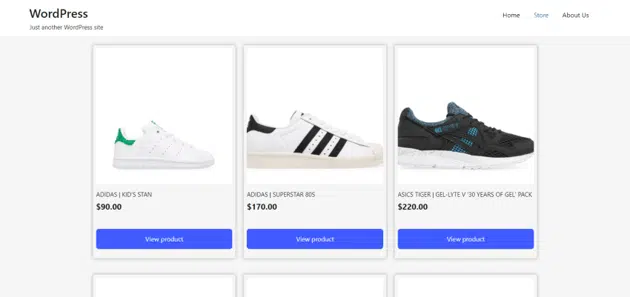 WordPress
Just another WordPress site
Home Store About Us
ADIDAS | KID'S STAN
$90.00
View product
ADIDAS | SUPERSTAR 80S
$170.00
View product
ASICS TIGER | GEL-LYTE V '30 YEARS OF GEL' PACK
$220.00
View product